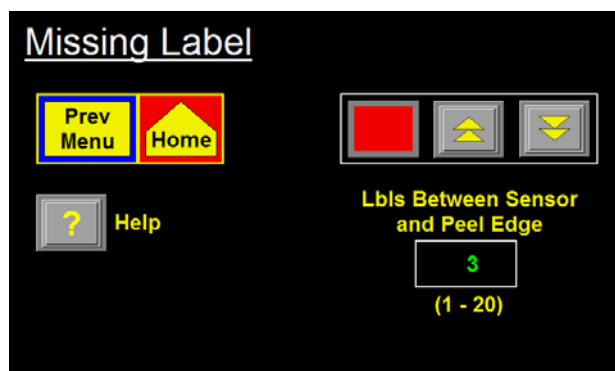 Missing Label
Prev
Menu
Home
?
Help
Lbls Between Sensor
and Peel Edge
3
(1 - 20)